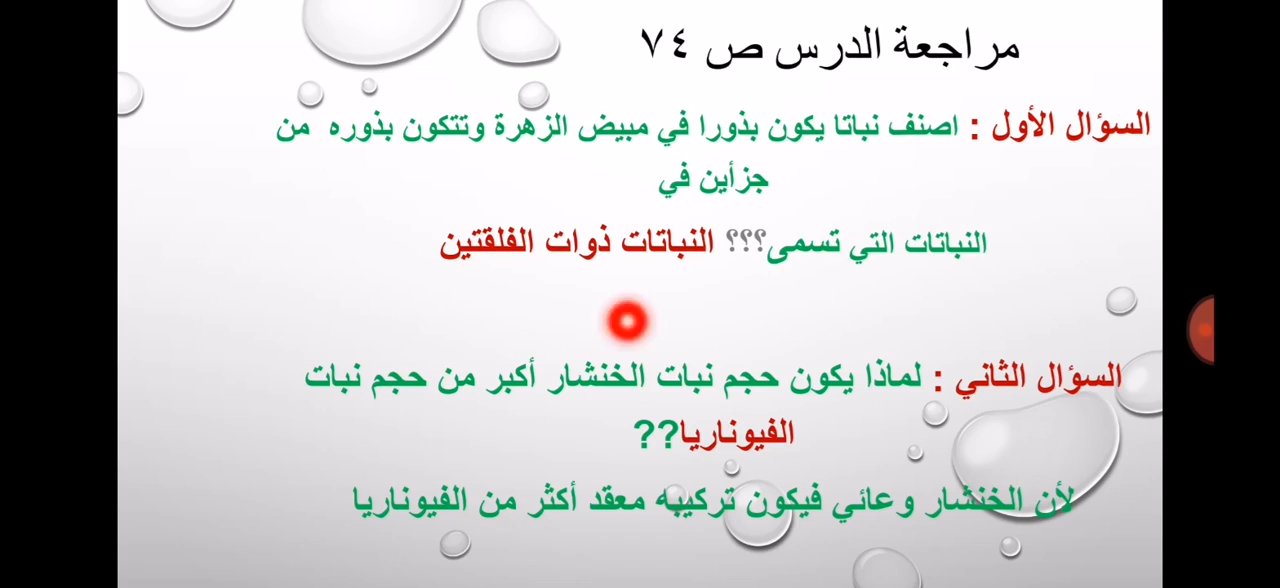 مراجعة الدرس ص ٧٤
السؤال الأول : اصنف نباتا يكون بذورا في مبيض الزهرة وتتكون بذوره من
جزأين في
النباتات التي تسمى؟؟؟ النباتات ذوات الفلقتين
السؤال الثاني : لماذا يكون حجم نبات الخنشار أكبر من حجم نبات
الفيوناريا??
لأن الخنشار وعائي فيكون تركيبه معقد أكثر من الفيوناريا